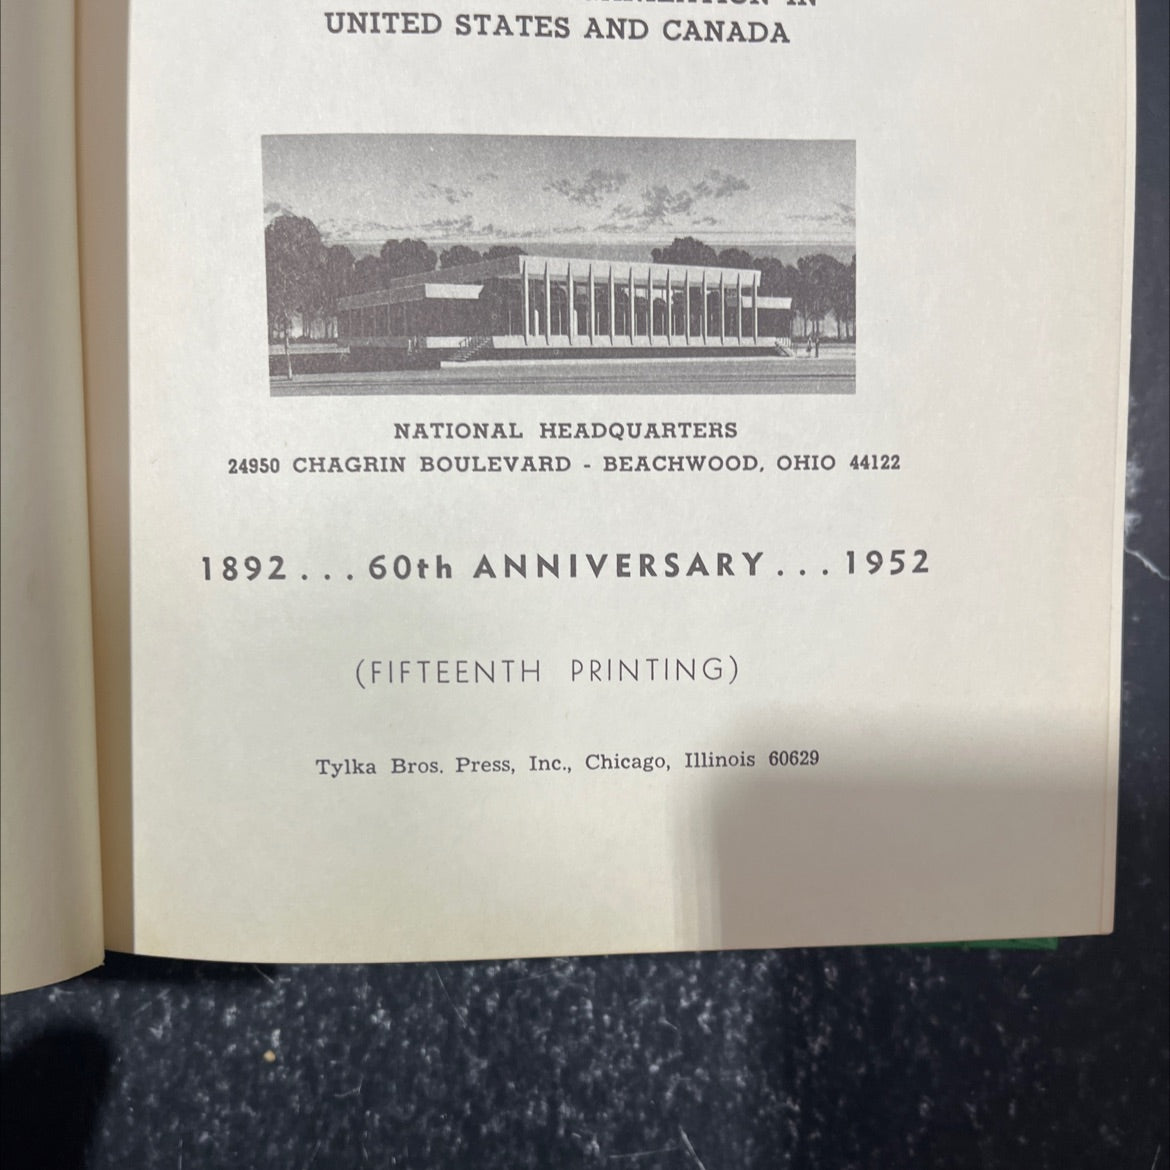 IN
UNITED STATES AND CANADA
NATIONAL HEADQUARTERS
24950 CHAGRIN BOULEVARD - BEACHWOOD, OHIO 44122
1892 . . . 60th ANNIVERSARY . . . 1952
(FIFTEENTH PRINTING)
Tylka Bros. Press, Inc., Chicago, Illinois 60629